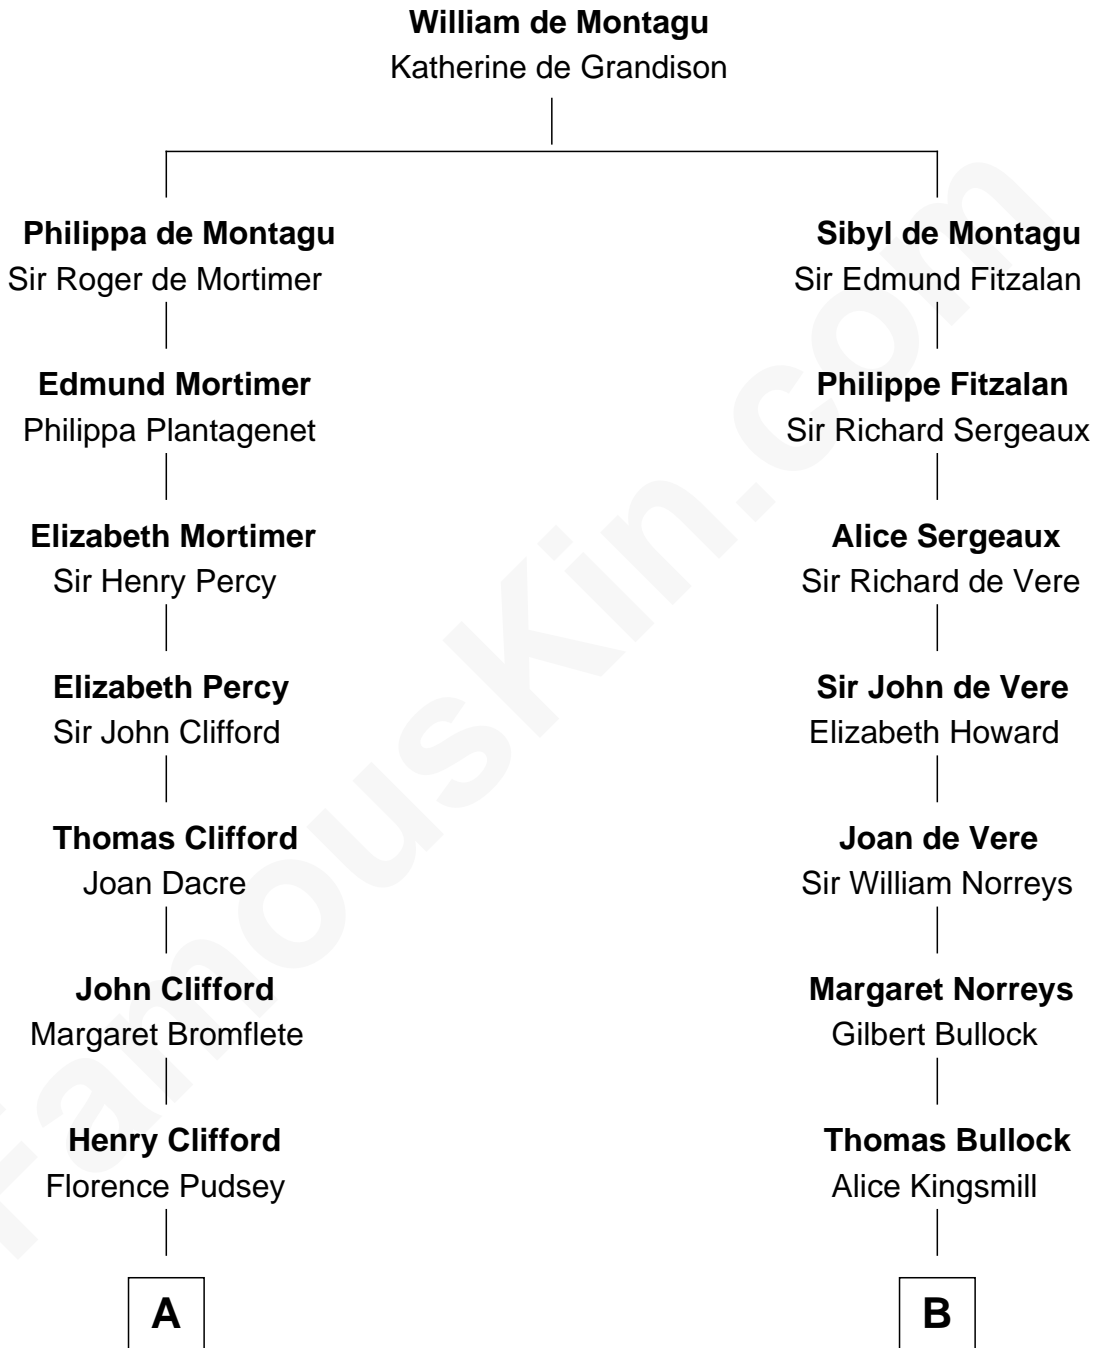 William de Montagu
Katherine de Grandison
Philippa de Montagu
Sir Roger de Mortimer
Sibyl de Montagu
Sir Edmund Fitzalan
Edmund Mortimer
Philippa Plantagenet
Philippe Fitzalan
Sir Richard Sergeaux
Elizabeth Mortimer
Sir Henry Percy
Alice Sergeaux
Sir Richard de Vere
Elizabeth Percy
Sir John Clifford
Sir John de Vere
Elizabeth Howard
Thomas Clifford
Joan Dacre
Joan de Vere
Sir William Norreys
John Clifford
Margaret Bromflete
Margaret Norreys
Gilbert Bullock
Henry Clifford
Florence Pudsey
Thomas Bullock
Alice Kingsmill
A
B
FamousKin.com